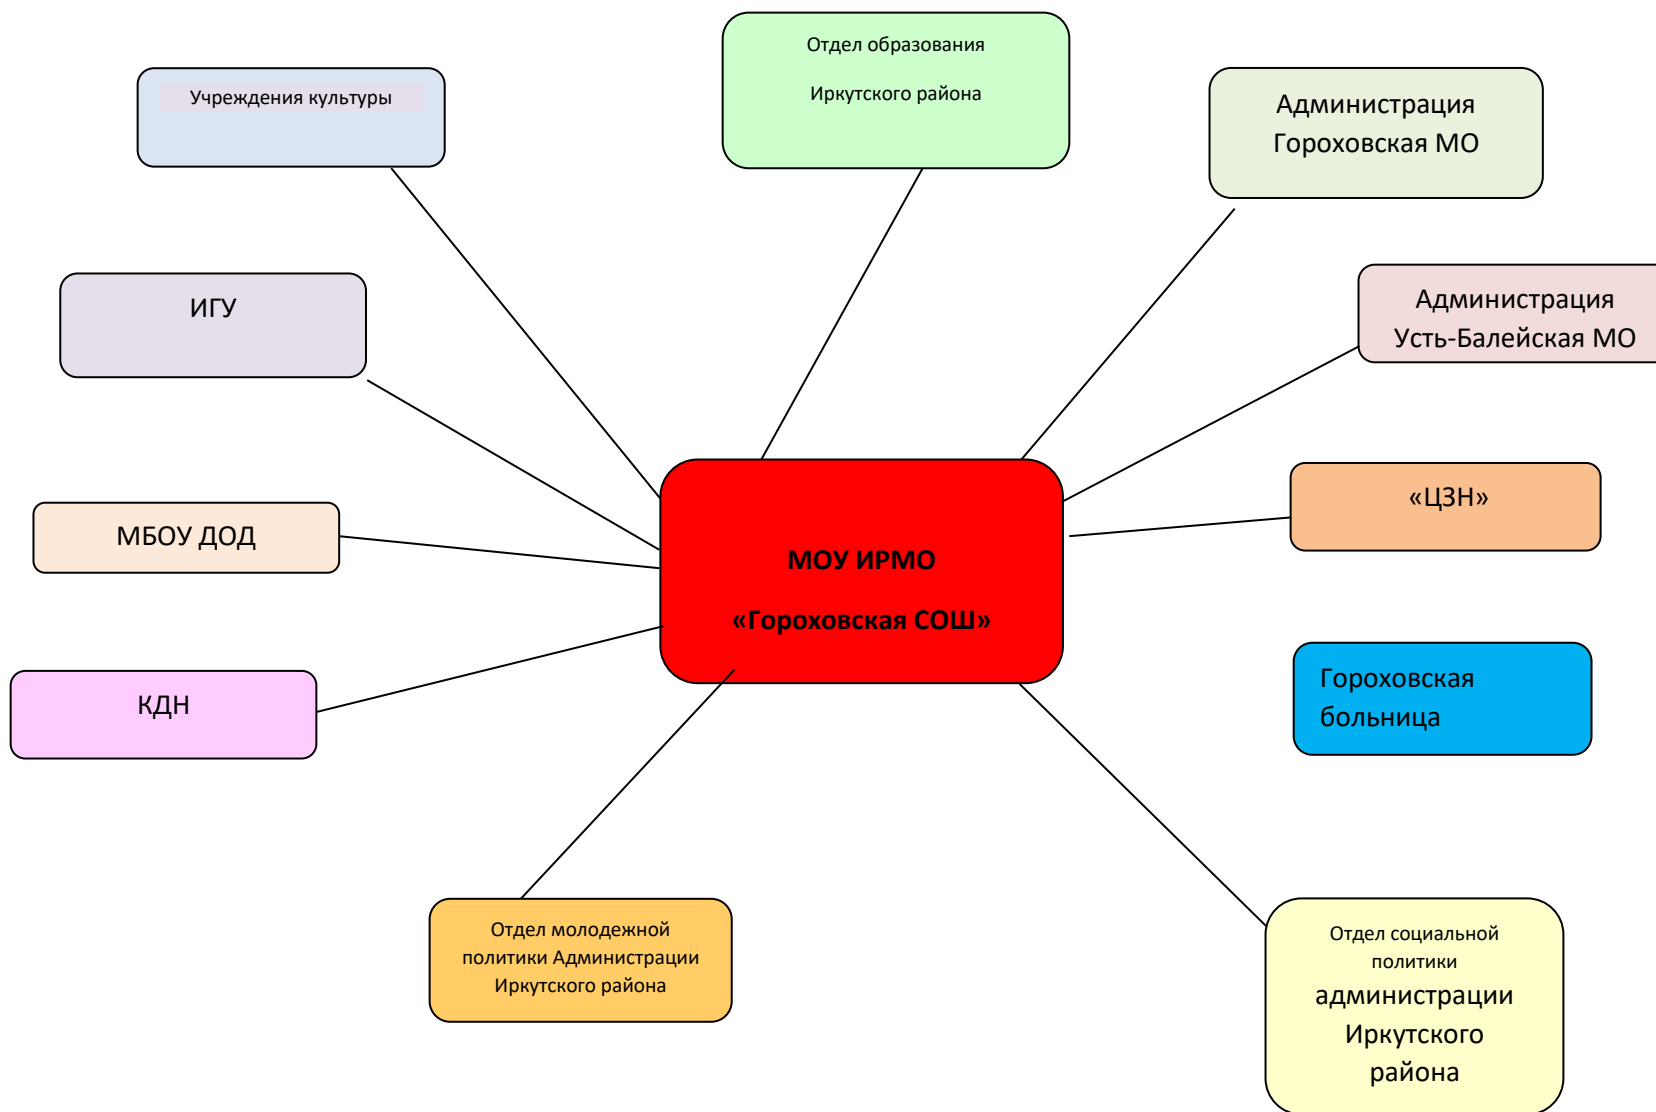 Отдел образования
Иркутского района
Учреждения культуры
Администрация
Гороховская МО
ИГУ
Администрация
Усть-Балейская МО
МБОУ ДОД
«ЦЗН»
МОУ ИРМО
«Гороховская СОШ»
КДН
Гороховская
больница
Отдел молодежной
политики Администрации
Иркутского района
Отдел социальной
политики
администрации
Иркутского
района